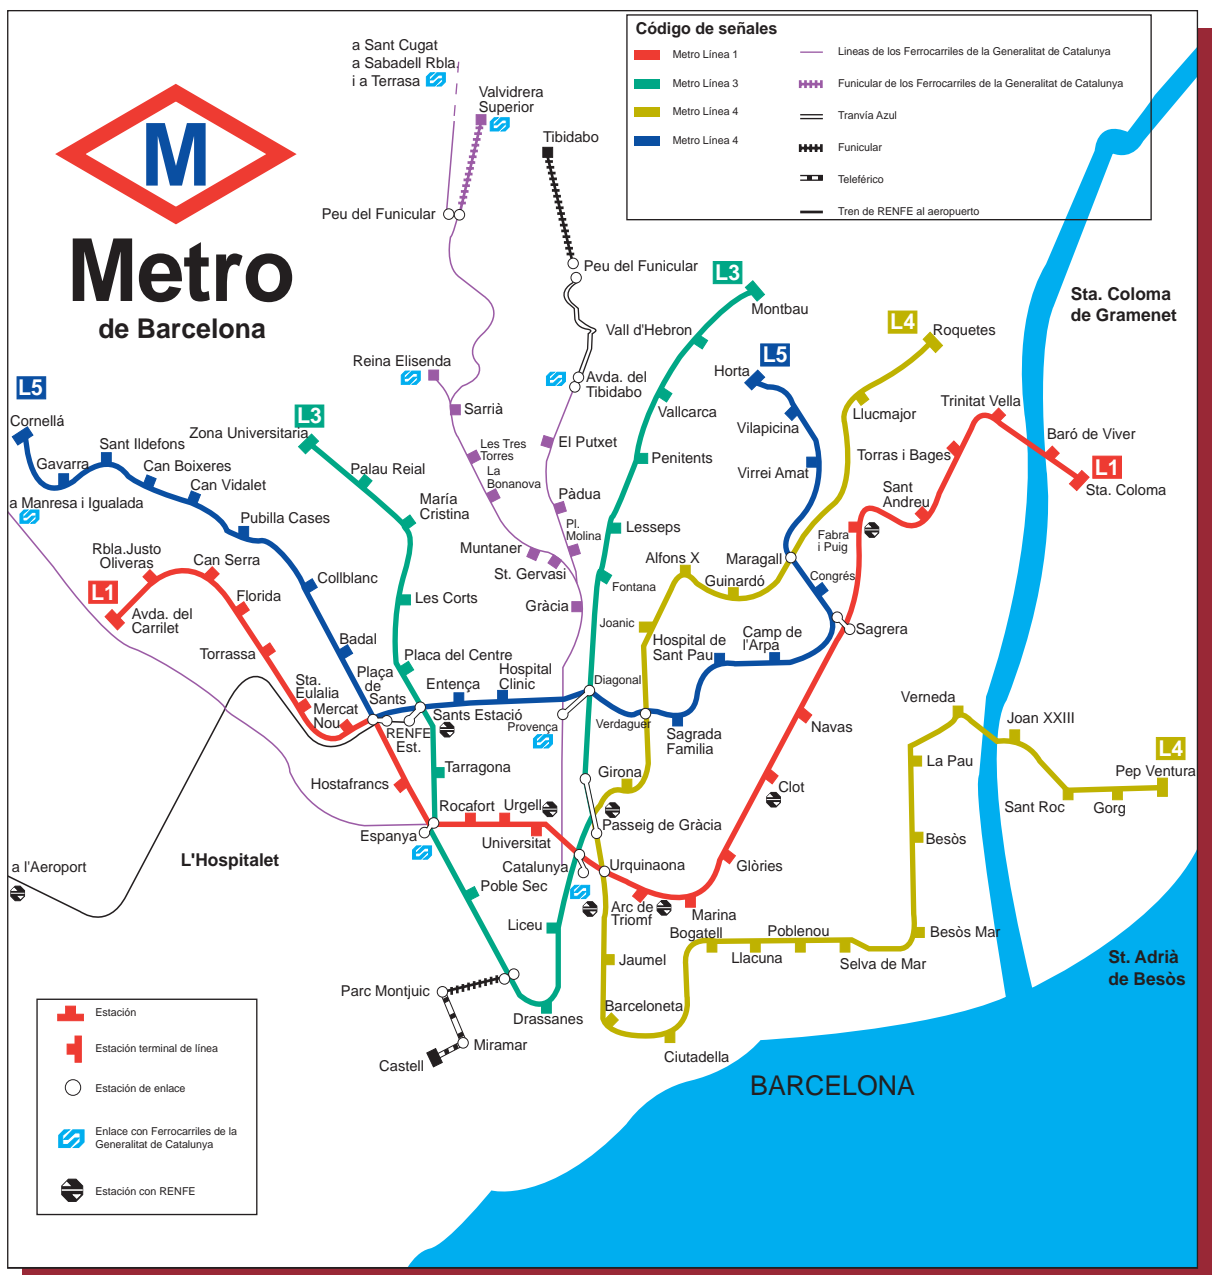 a Sant Cugat
a Sabadell Rbla.
i a Terrasa
Valvidrera
Superior
Tibidabo
Código de señales
Metro Línea 1
Metro Línea 3
Metro Línea 4
Metro Línea 4
Lineas de los Ferrocarriles de la Generalitat de Catalunya
Funicular de los Ferrocarriles de la Generalitat de Catalunya
Tranvía Azul
Funicular
Teleférico
Tren de RENFE al aeropuerto
M
Metro
de Barcelona
Peu del Funicular
Peu del Funicular
L3
Montbau
Vall d'Hebron
L4
Roquetes
Sta. Coloma
de Gramenet
Reina Elisenda
Avda. del
Tibidabo
L5
Horta
Vallcarca
Vilapicina
Llucmajor
Trinitat Vella
Baró de Viver
L1
Sta. Coloma
L5
Cornellá
Gavarra
Sant Ildefons
Can Boixeres
Can Vidalet
Pubilla Cases
a Manresa i Igualada
L3
Zona Universitaria
Palau Reial
María
Cristina
Sarrià
Les Tres
Torres
La
Bonanova
El Putxet
Pàdua
Pl.
Molina
Muntaner
St. Gervasi
Gràcia
Penitents
Lesseps
Fontana
Virrei Amat
Torras i Bages
Sant
Andreu
Fabra
i Puig
Alfons X
Guinardó
Maragall
Congrés
Joanic
Hospital de
Sant Pau
Camp de
l'Arpa
Sagrera
Rbla.Justo
Oliveras
Can Serra
L1
Avda. del
Carrilet
Florida
Torrassa
Collblanc
Badal
Les Corts
Placa del Centre
Sta.
Eulalia
Mercat
Nou
Plaça
de
Sants
RENFE
Est.
Sants Estació
Entença
Hospital
Clinic
Diagonal
Provença
Verdaguer
Sagrada
Familia
Navas
Verneda
Joan XXIII
L4
Pep Ventura
La Pau
Sant Roc
Gorg
Hostafrancs
Tarragona
Girona
Clot
Rocafort
Urgell
Espanya
Universitat
Catalunya
Passeig de Gràcia
Urquinaona
Glòries
Besòs
L'Hospitalet
a l'Aeroport
Poble Sec
Liceu
Arc de
Triomf
Marina
Bogatell
Llacuna
Poblenou
Selva de Mar
Besòs Mar
Jaumel
St. Adrià
de Besòs
Parc Montjuic
Drassanes
Barceloneta
Ciutadella
Miramar
Castell
BARCELONA
Estación
Estación terminal de línea
Estación de enlace
Enlace con Ferrocarriles de la
Generalitat de Catalunya
Estación con RENFE